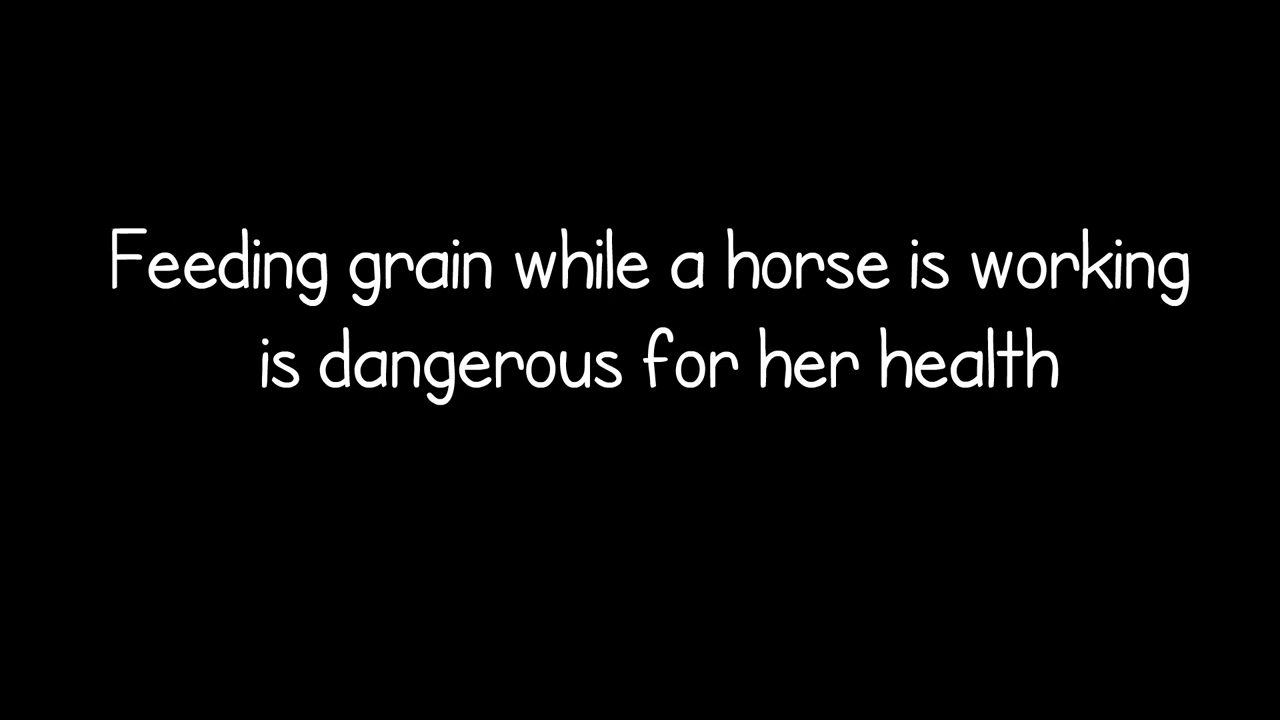 Feeding grain while a horse is working
is dangerous for her health